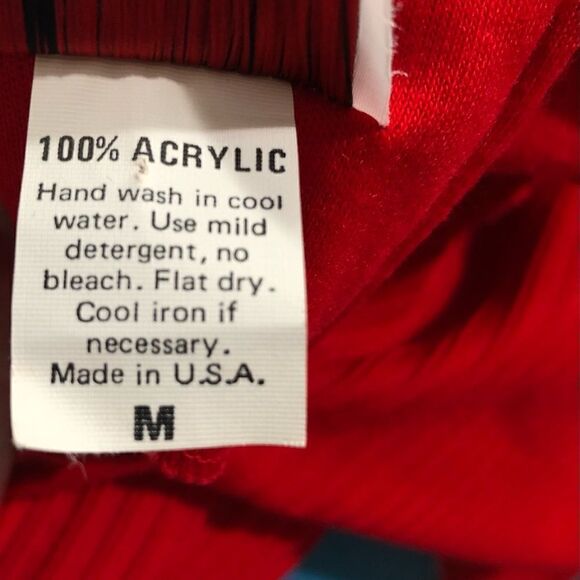 100% ACRYLIC
Hand wash in cool
water. Use mild
detergent, no
bleach. Flat dry.
Cool iron if
necessary.
Made in U.S.A.
M